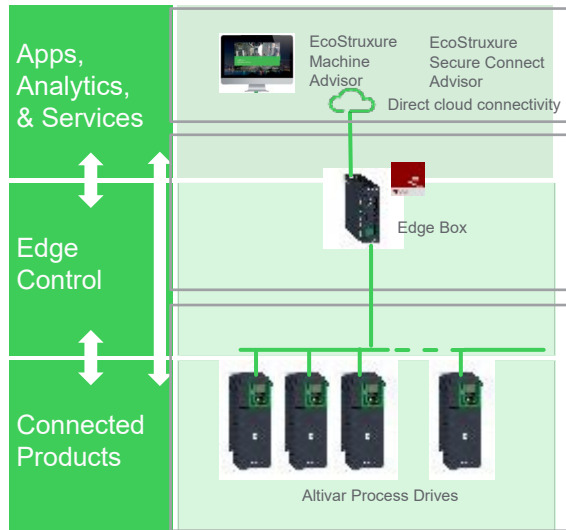 Apps,
Analytics,
& Services
EcoStruxure
Machine
Advisor
EcoStruxure
Secure Connect
Advisor
Direct cloud connectivity
Edge
Control
Edge Box
Connected
Products
Altivar Process Drives